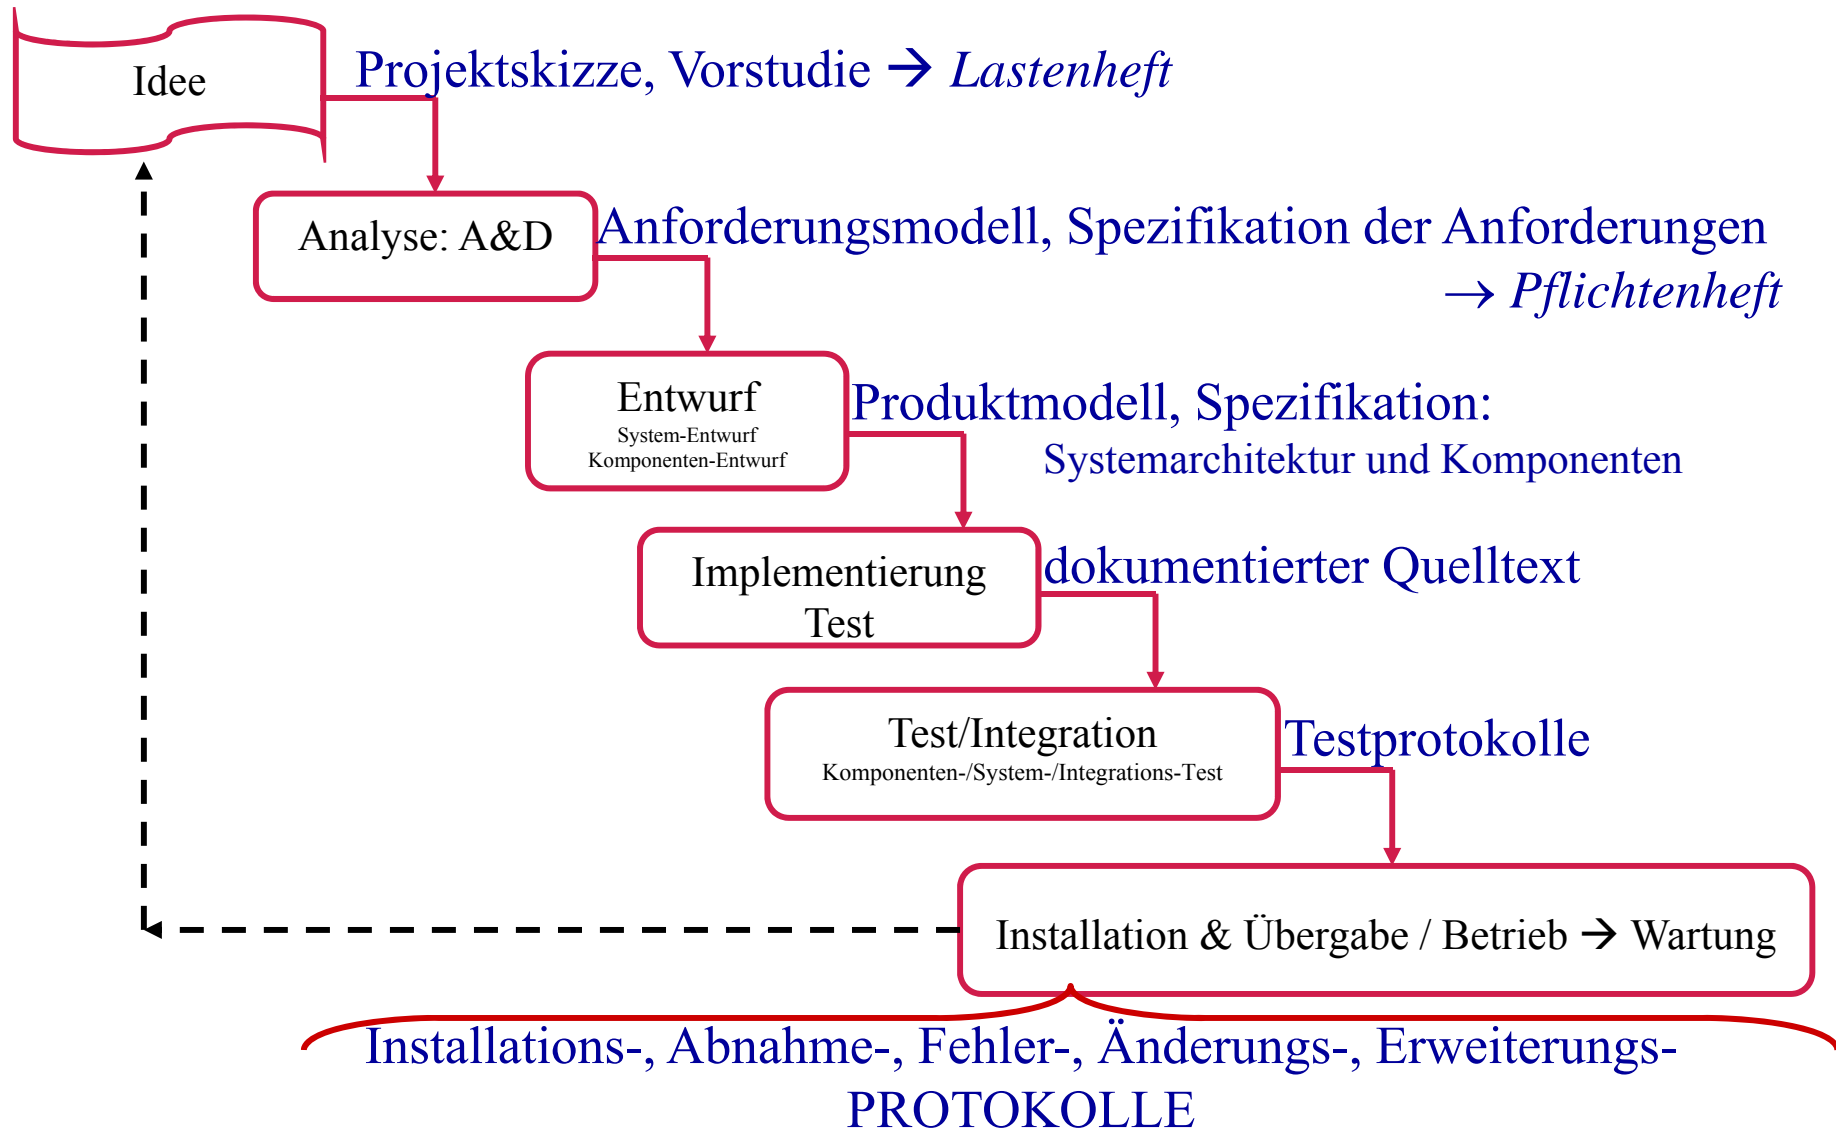 Idee
Projektskizze, Vorstudie → Lastenheft
Analyse: A&D
Anforderungsmodell, Spezifikation der Anforderungen
→ Pflichtenheft
Entwurf
System-Entwurf
Komponenten-Entwurf
Produktmodell, Spezifikation:
Systemarchitektur und Komponenten
Implementierung
Test
dokumentierter Quelltext
Test/Integration
Komponenten-/System-/Integrations-Test
Testprotokolle
Installation & Übergabe / Betrieb → Wartung
Installations-, Abnahme-, Fehler-, Änderungs-, Erweiterungs-
PROTOKOLLE